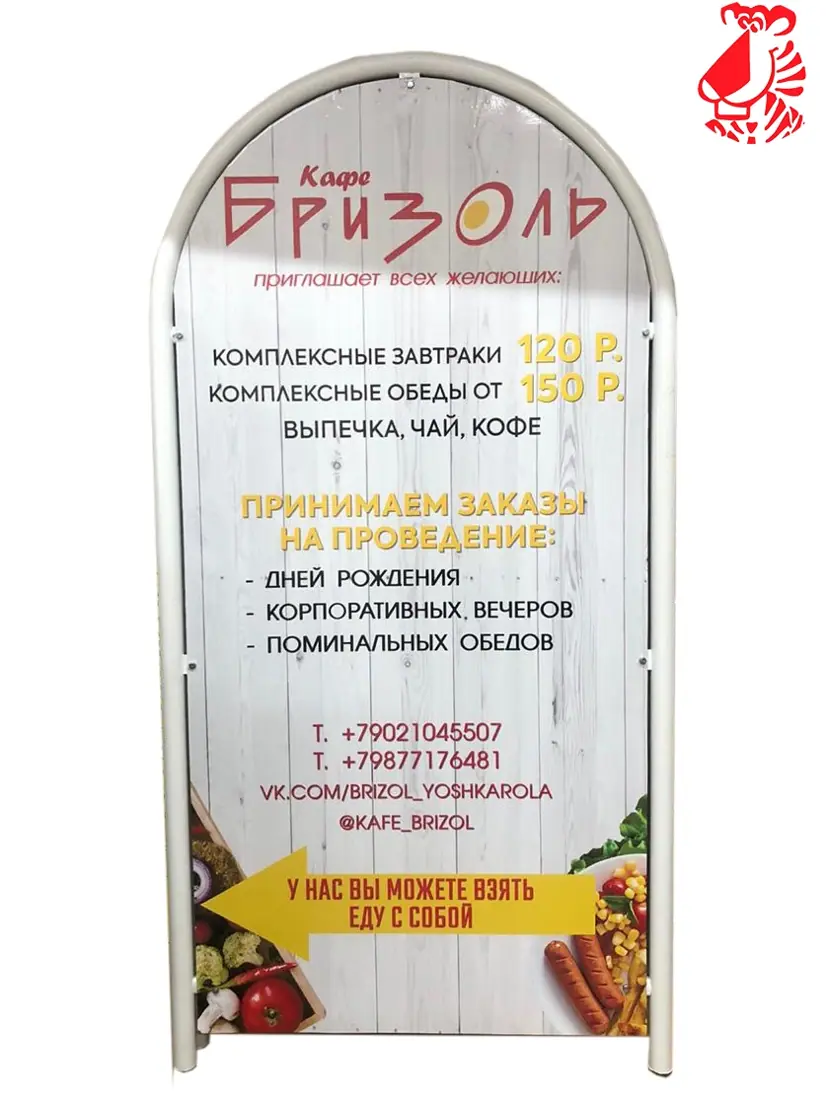 Кафе
Бризоль
приглашает всех желаюших:
КОМПЛЕКСНЫЕ ЗАВТРАКИ 120 Р.
КОМПЛЕКСНЫЕ ОБЕДЫ ОТ 150 Р.
ВЫПЕЧКА, ЧАЙ, КОФЕ
ПРИНИМАЕМ ЗАКАЗЫ
НА ПРОВЕДЕНИЕ:
- ДНЕЙ РОЖДЕНИЯ
- КОРПОРАТИВНЫХ ВЕЧЕРОВ
- ПОМИНАЛЬНЫХ ОБЕДОВ
Т. +79021045507
Т. +79877176481
VK.COM/BRIZOL_YOSHKAROLA
@KAFE_BRIZOL
У НАС ВЫ МОЖЕТЕ ВЗЯТЬ
ЕДУ С СОБОЙ